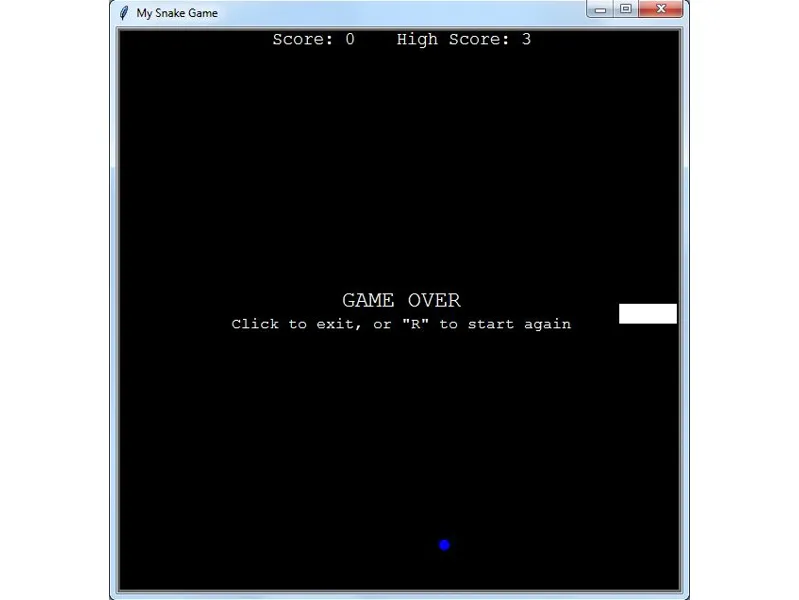 My Snake Game
Score: 0    High Score: 3
GAME OVER
Click to exit, or "R" to start again